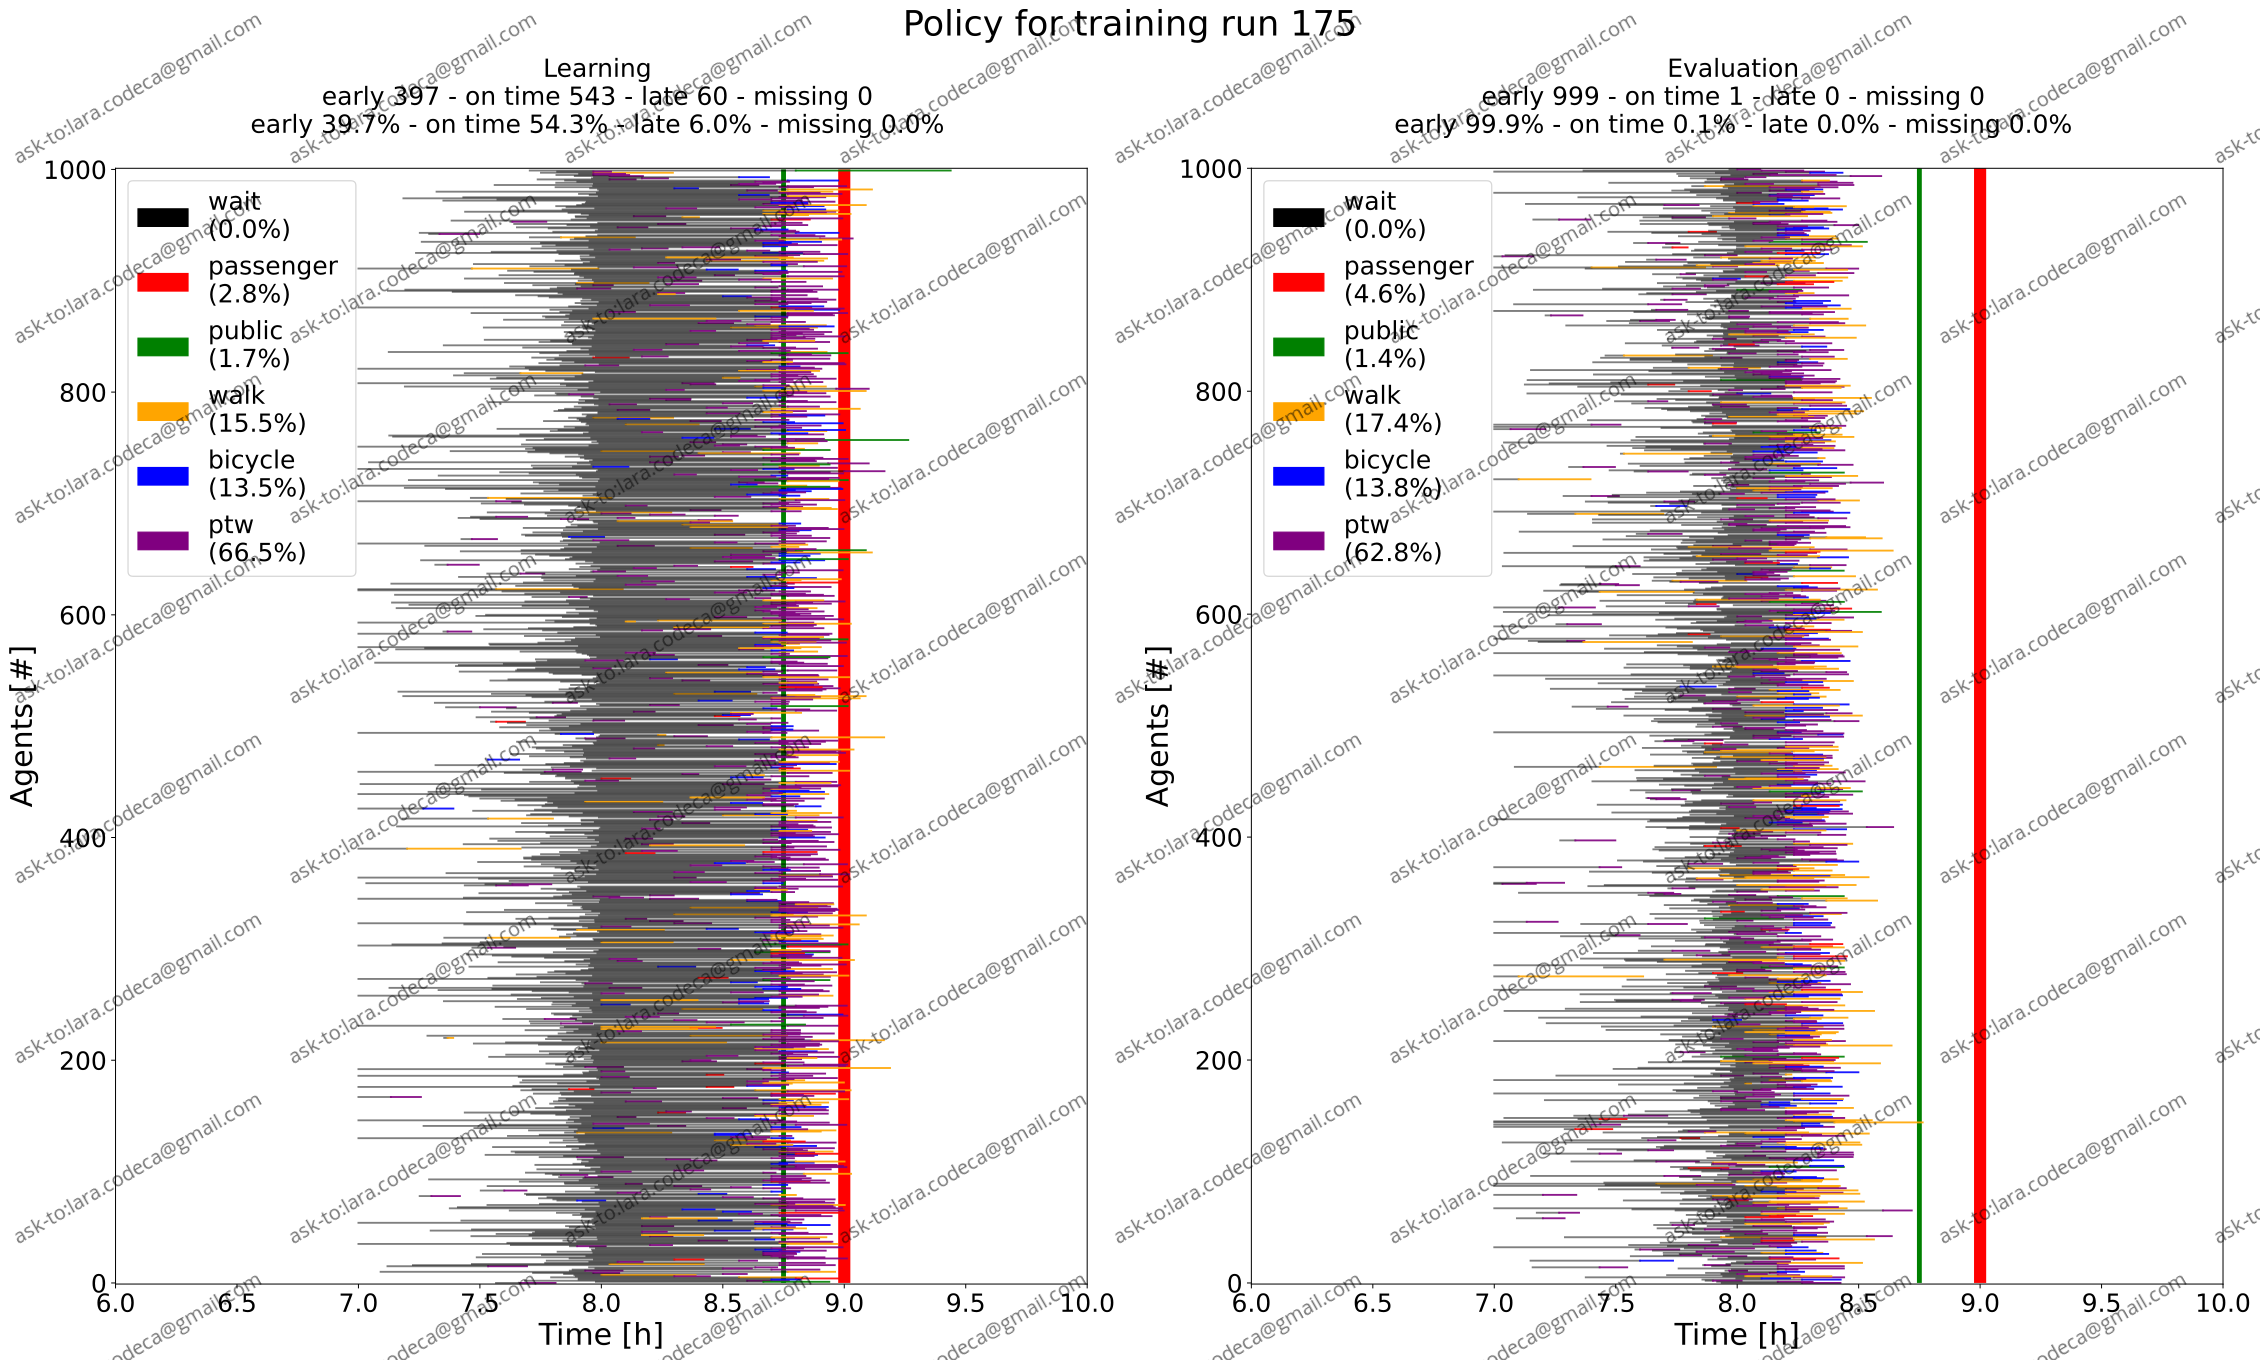 Policy for training run 175
Learning
early 397 - on time 543 - late 60 - missing 0
early 39.7% - on time 54.3% - late 6.0% - missing 0.0%
Agents [#]
1000
800
600
400
200
0
wait
(0.0%)
passenger
(2.8%)
public
(1.7%)
walk
(15.5%)
bicycle
(13.5%)
ptw
(66.5%)
6.0 6.5 7.0 7.5 8.0 8.5 9.0 9.5 10.0
Time [h]
Evaluation
early 999 - on time 1 - late 0 - missing 0
early 99.9% - on time 0.1% - late 0.0% - missing 0.0%
Agents [#]
1000
800
600
400
200
0
wait
(0.0%)
passenger
(4.6%)
public
(1.4%)
walk
(17.4%)
bicycle
(13.8%)
ptw
(62.8%)
6.0 6.5 7.0 7.5 8.0 8.5 9.0 9.5 10.0
Time [h]
ask-to:lara.codeca@gmail.com